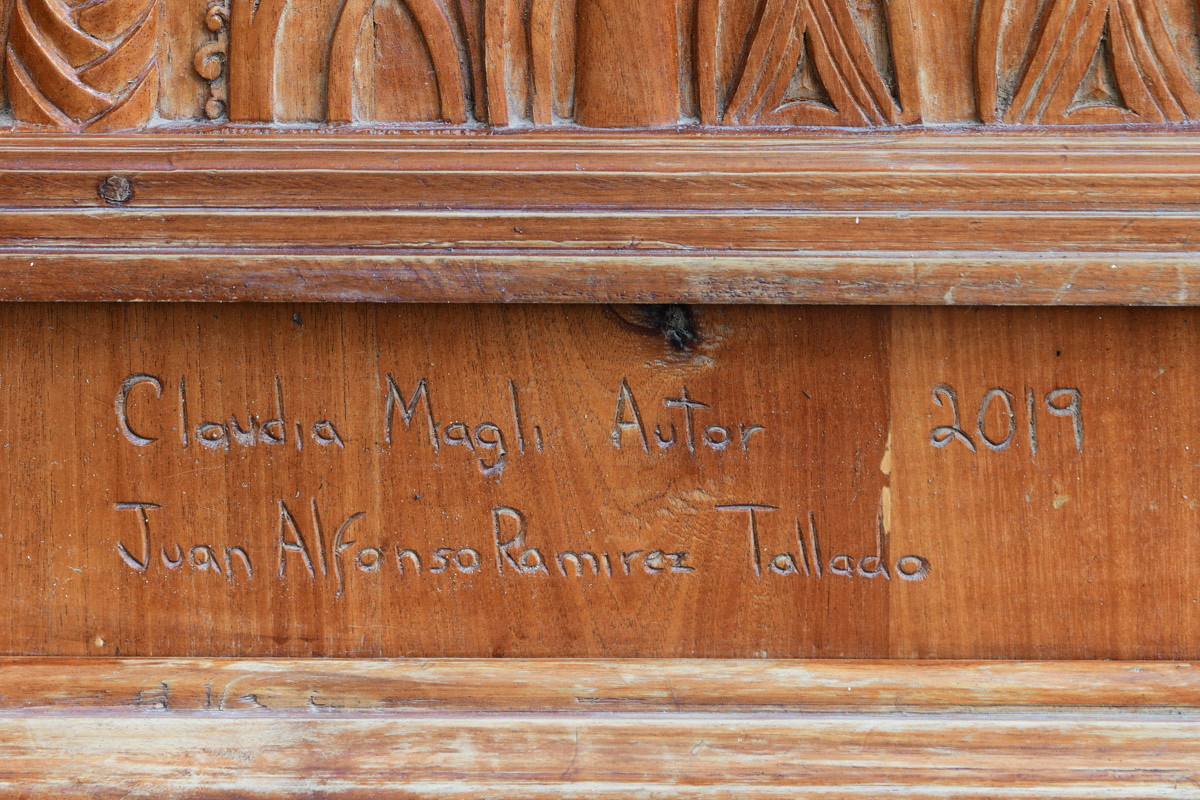 Claudia Magli Autor 2019
Juan Alfonso Ramirez Tallado